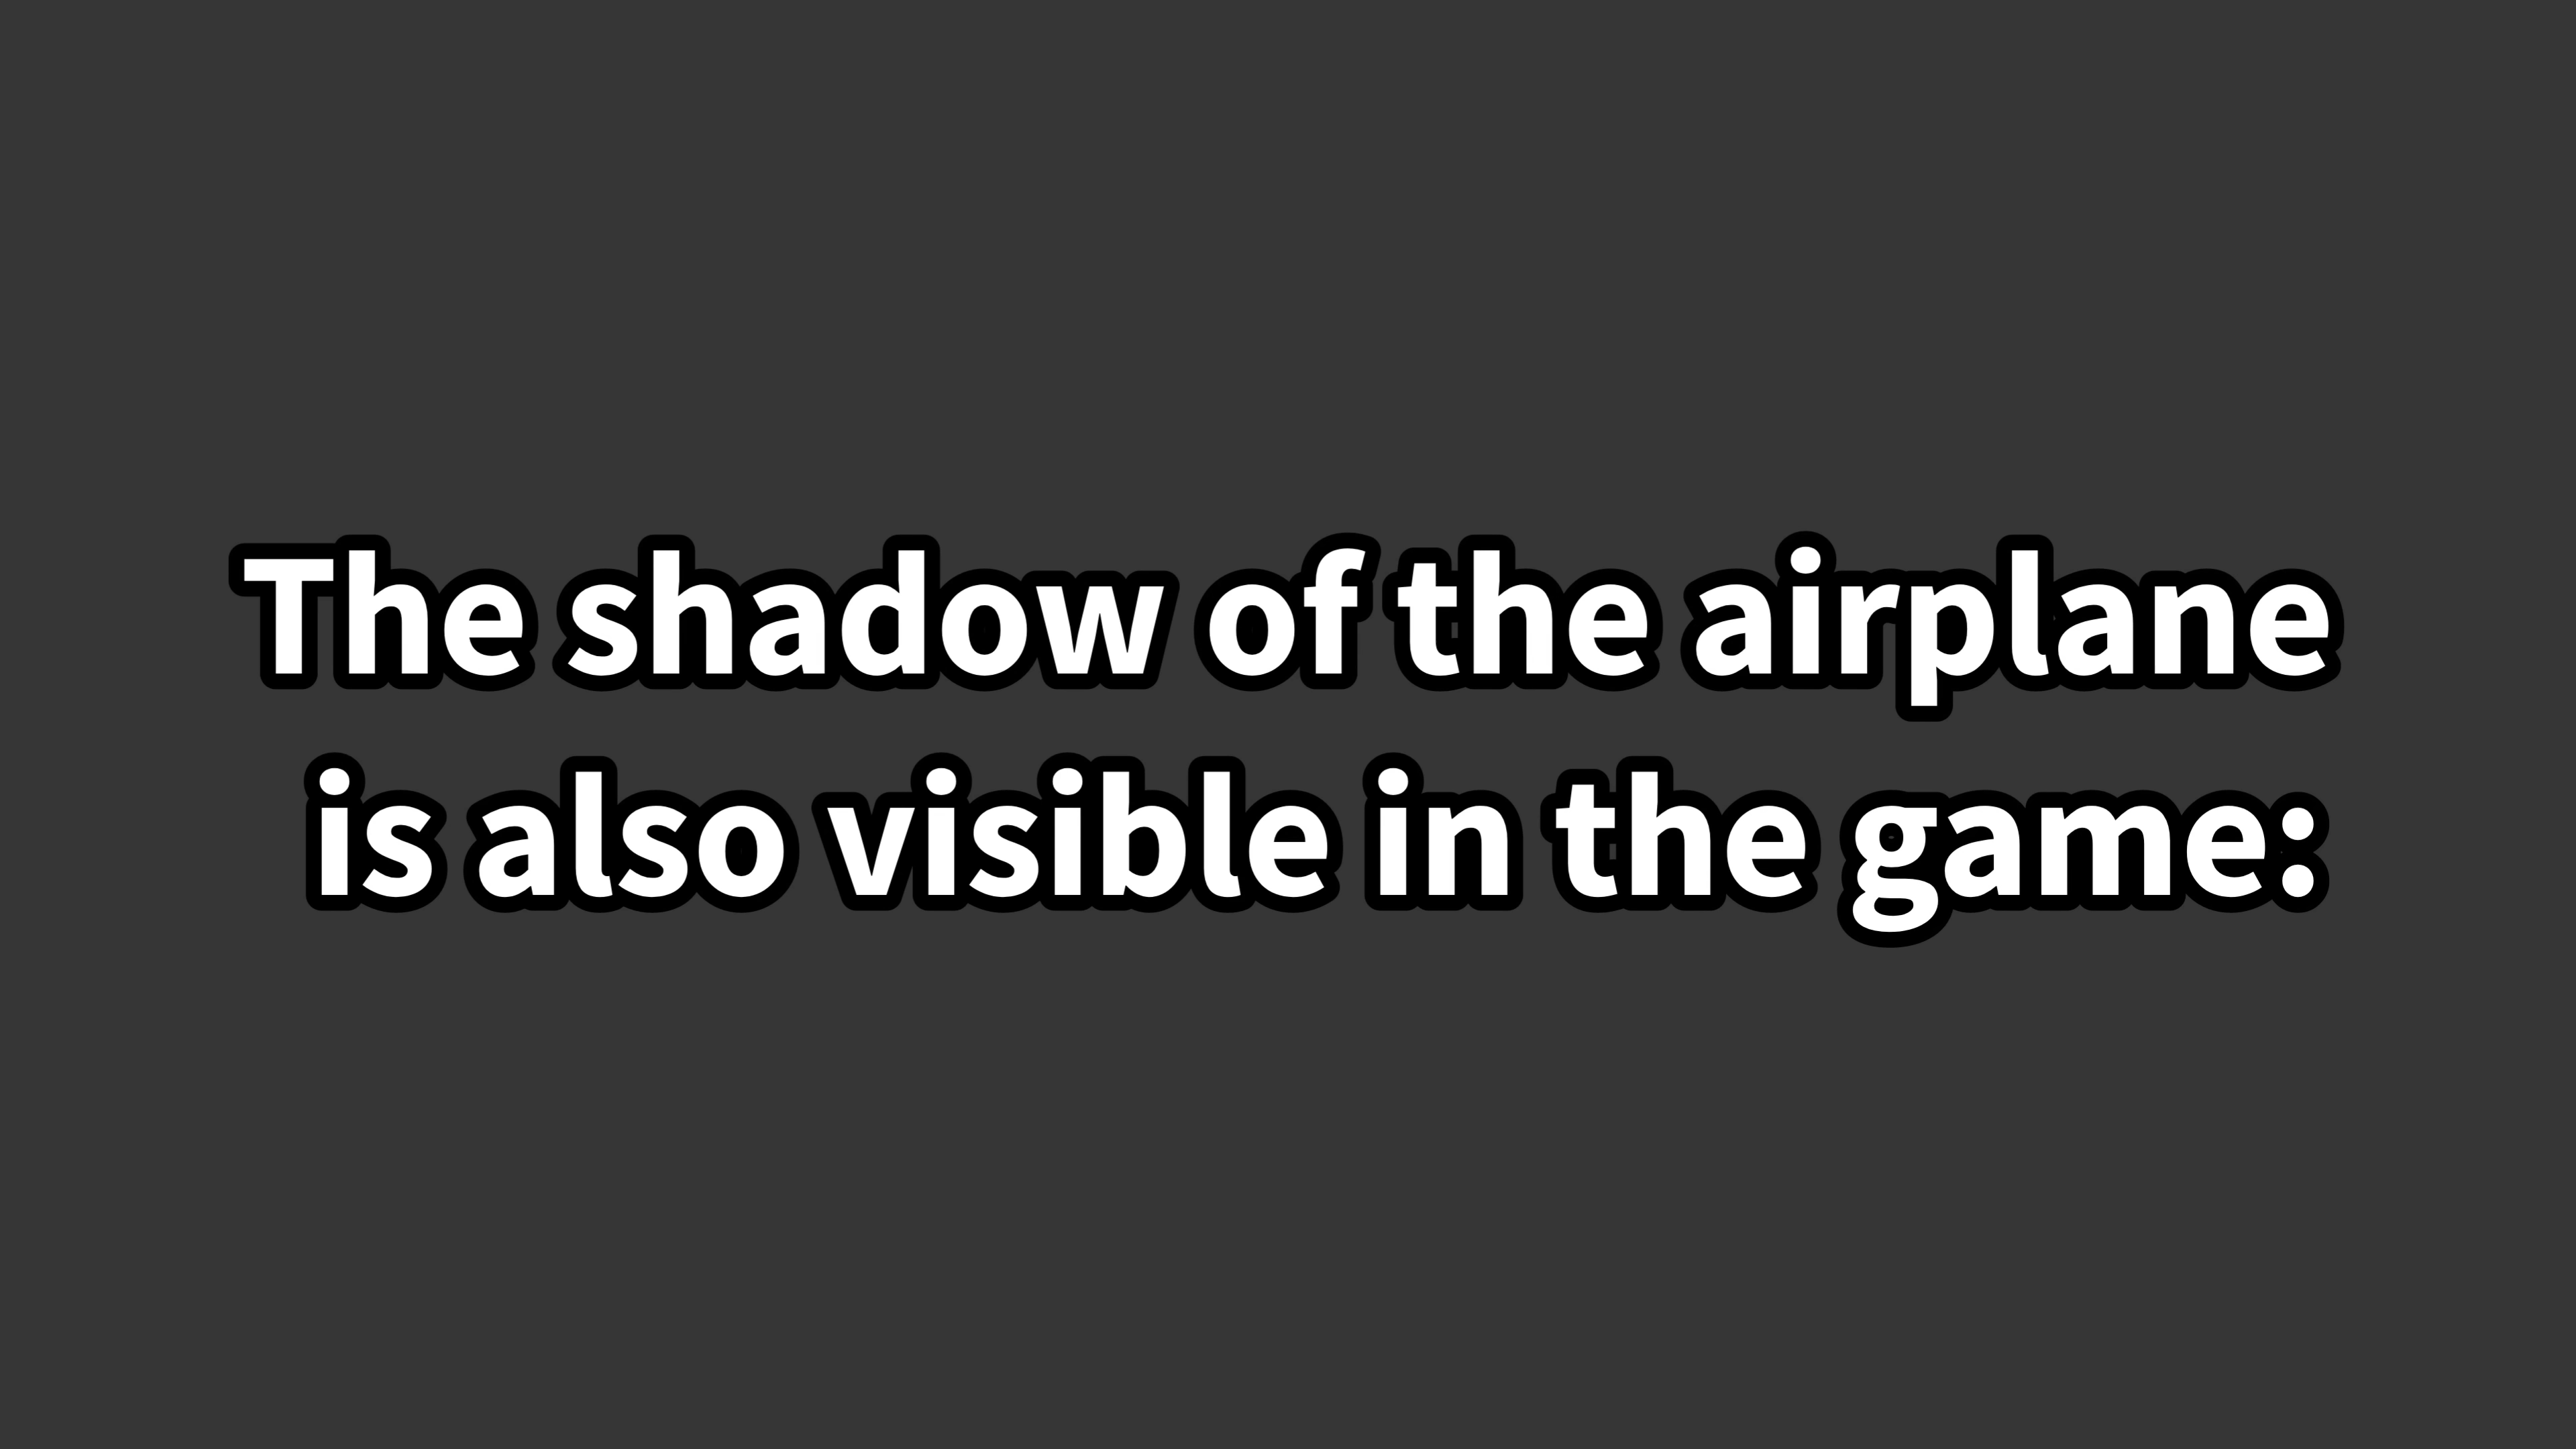 The shadow of the airplane
is also visible in the game: